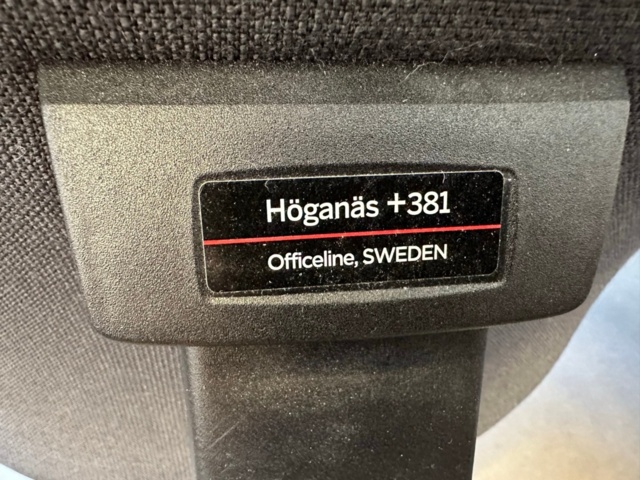 Höganäs +381
Officeline, SWEDEN